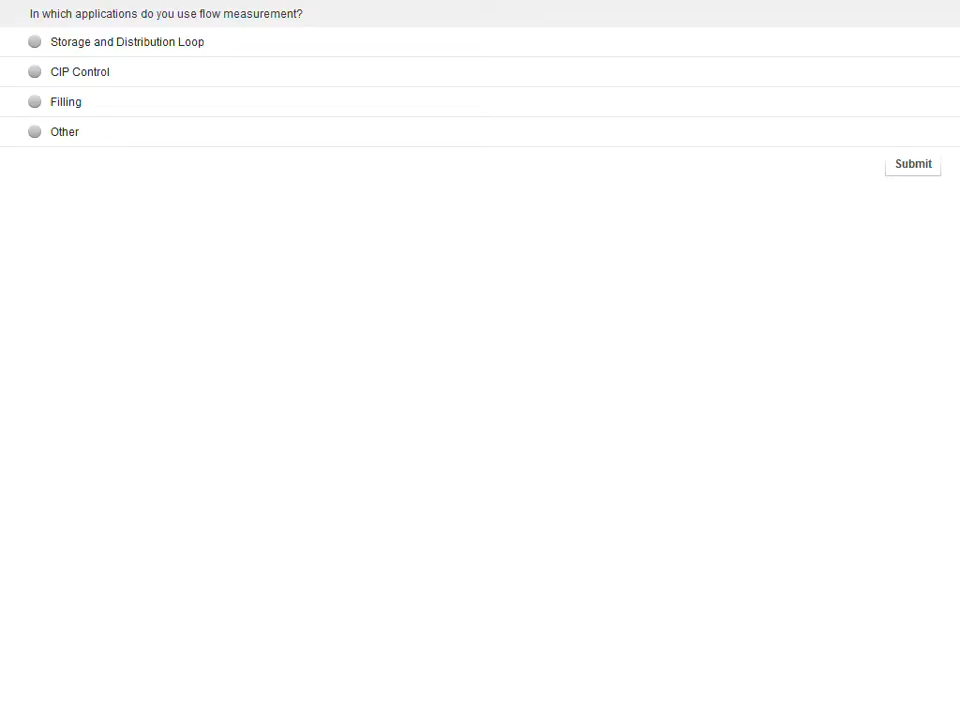 In which applications do you use flow measurement?
Storage and Distribution Loop
CIP Control
Filling
Other
Submit